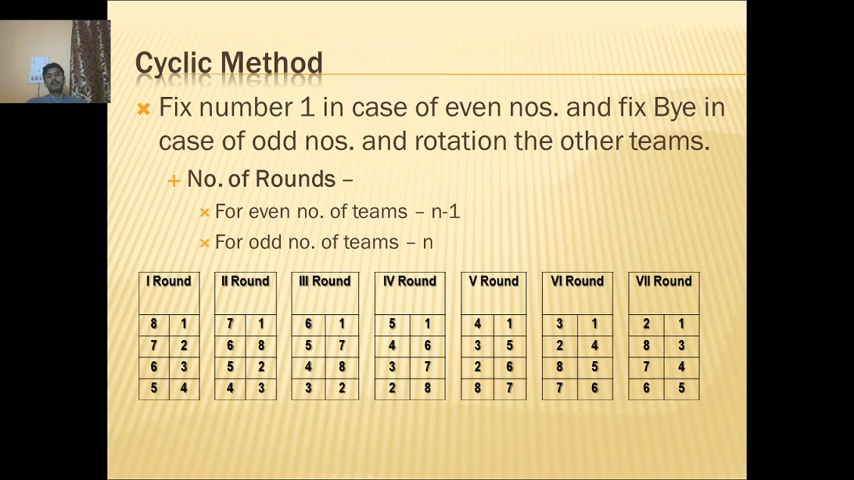 Cyclic Method
Fix number 1 in case of even nos. and fix Bye in
case of odd nos. and rotation the other teams.
No. of Rounds –
For even no. of teams – n-1
For odd no. of teams – n
I Round II Round III Round IV Round V Round VI Round VII Round
8 1 7 1 6 1 5 1 4 1 3 1 2 1
7 2 6 8 5 7 4 6 3 5 2 4 8 3
6 3 5 2 4 8 3 7 2 6 8 5 7 4
5 4 4 3 3 2 2 8 8 7 7 6 6 5